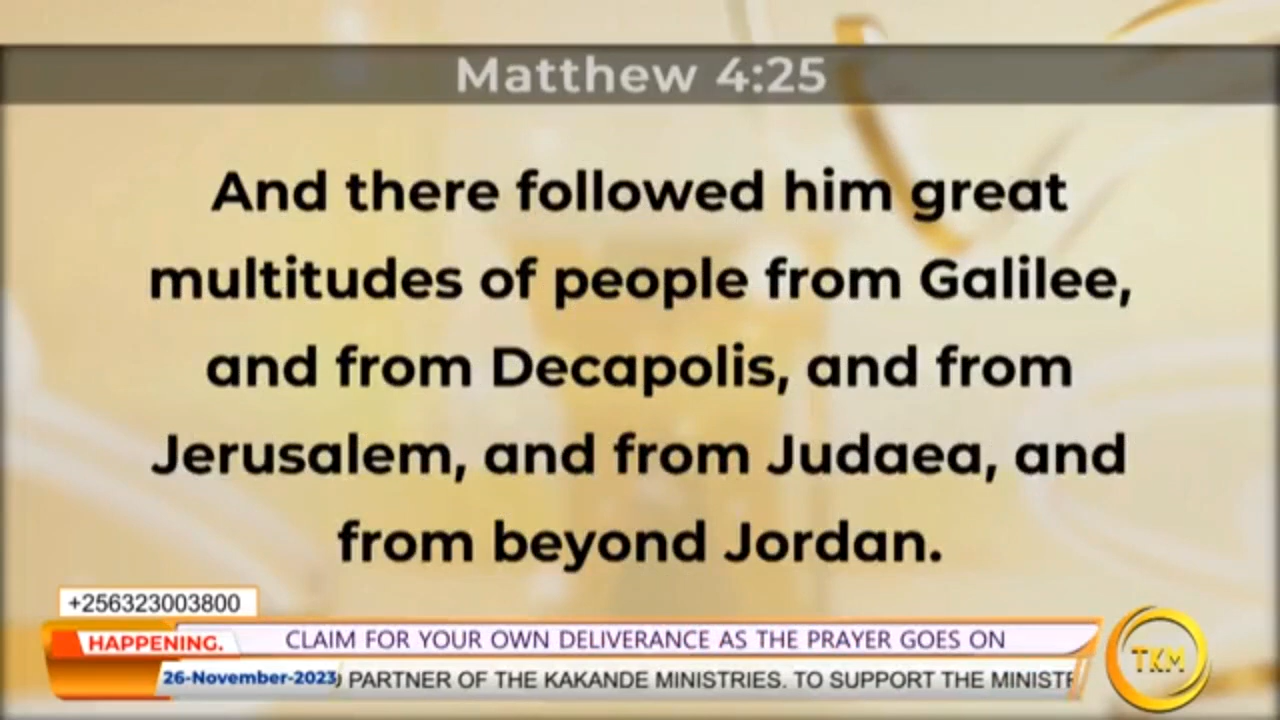 Matthew 4:25
And there followed him great
multitudes of people from Galilee,
and from Decapolis, and from
Jerusalem, and from Judaea, and
from beyond Jordan.
+256323003800
HAPPENING.
CLAIM FOR YOUR OWN DELIVERANCE AS THE PRAYER GOES ON
26-November-2023
PARTNER OF THE KAKANDE MINISTRIES. TO SUPPORT THE
TKM